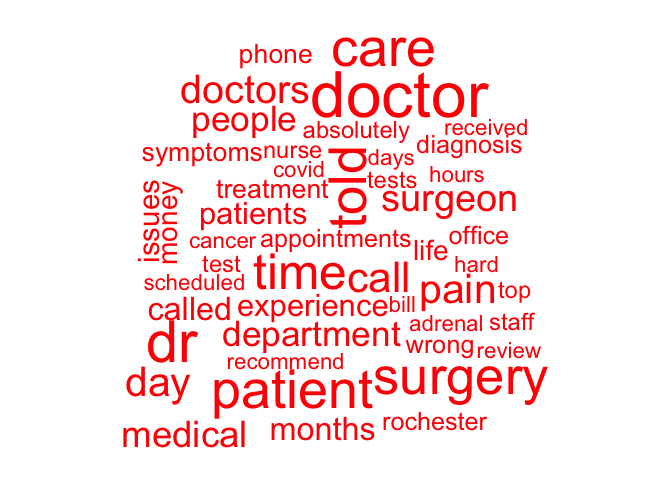 phone care
doctors doctor
people absolutely received
symptoms nurse told days diagnosis
covid tests hours
issues money treatment surgeon
patients
cancer appointments life office
test time call hard
scheduled pain top
called experience bill
dr department adrenal staff
wrong review
recommend
day patient surgery
medical months rochester